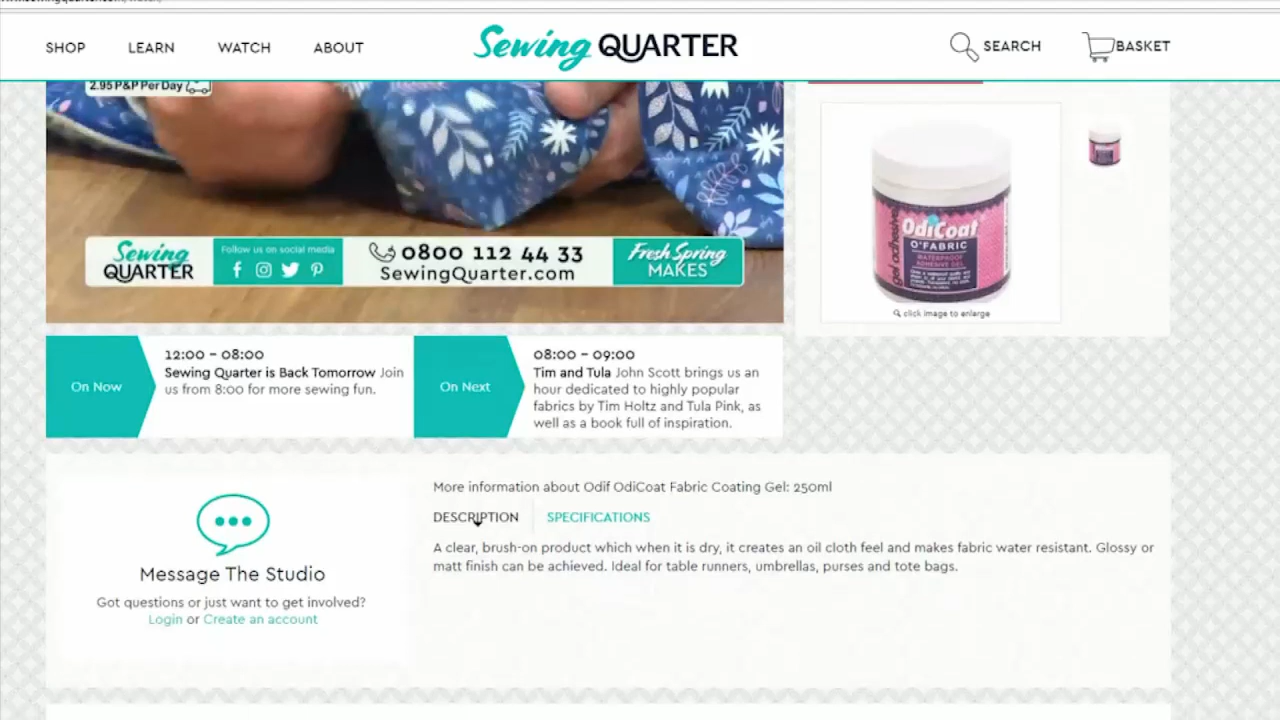 SHOP LEARN WATCH ABOUT
Sewing QUARTER
SEARCH BASKET
2.95 P&P Per Day
Sewing QUARTER
Follow us on social media
0800 112 44 33
SewingQuarter.com
Fresh Spring MAKES
OdiCoat
O'FABRIC
WATERPROOF
ADHESIVE GEL
gel adhesive
click image to enlarge
On Now
12:00 - 08:00
Sewing Quarter is Back Tomorrow Join
us from 8:00 for more sewing fun.
On Next
08:00 - 09:00
Tim and Tula John Scott brings us an
hour dedicated to highly popular
fabrics by Tim Holtz and Tula Pink, as
well as a book full of inspiration.
Message The Studio
Got questions or just want to get involved?
Login or Create an account
More information about Odif OdiCoat Fabric Coating Gel: 250ml
DESCRIPTION SPECIFICATIONS
A clear, brush-on product which when it is dry, it creates an oil cloth feel and makes fabric water resistant. Glossy or
matt finish can be achieved. Ideal for table runners, umbrellas, purses and tote bags.